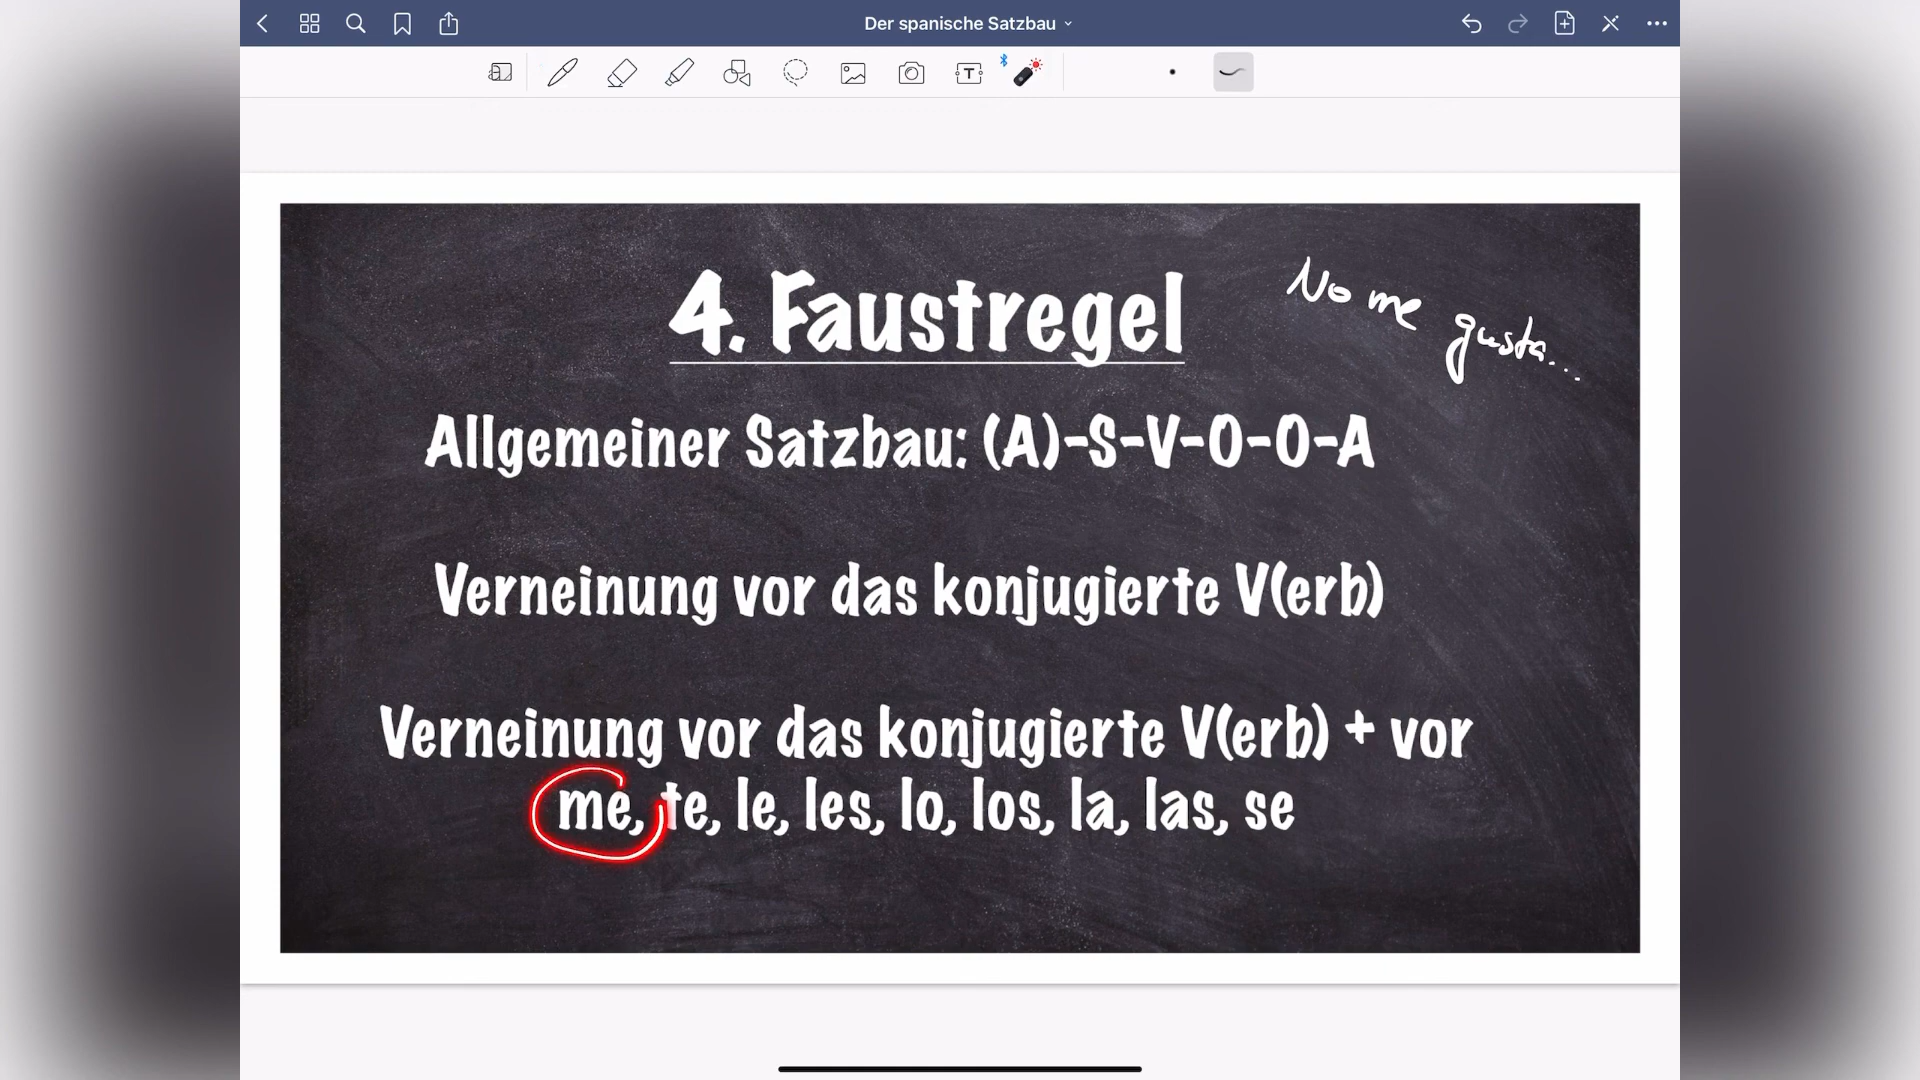 Der spanische Satzbau
4. Faustregel
No me gusta...
Allgemeiner Satzbau: (A)-S-V-O-O-A
Verneinung vor das konjugierte V(erb)
Verneinung vor das konjugierte V(erb) + vor
me, te, le, les, lo, los, la, las, se